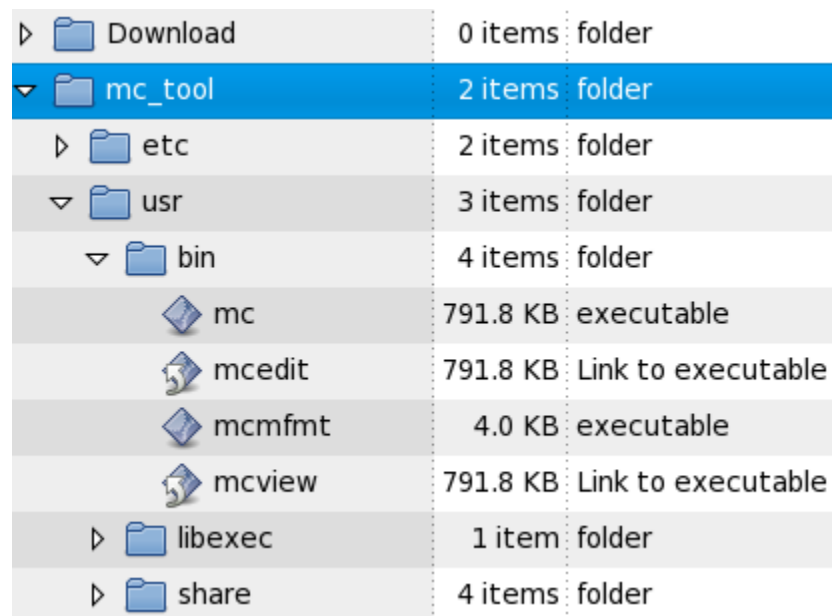 Download 0 items folder
mc_tool 2 items folder
etc 2 items folder
usr 3 items folder
bin 4 items folder
mc 791.8 KB executable
mcedit 791.8 KB Link to executable
mcmfmt 4.0 KB executable
mcview 791.8 KB Link to executable
libexec 1 item folder
share 4 items folder